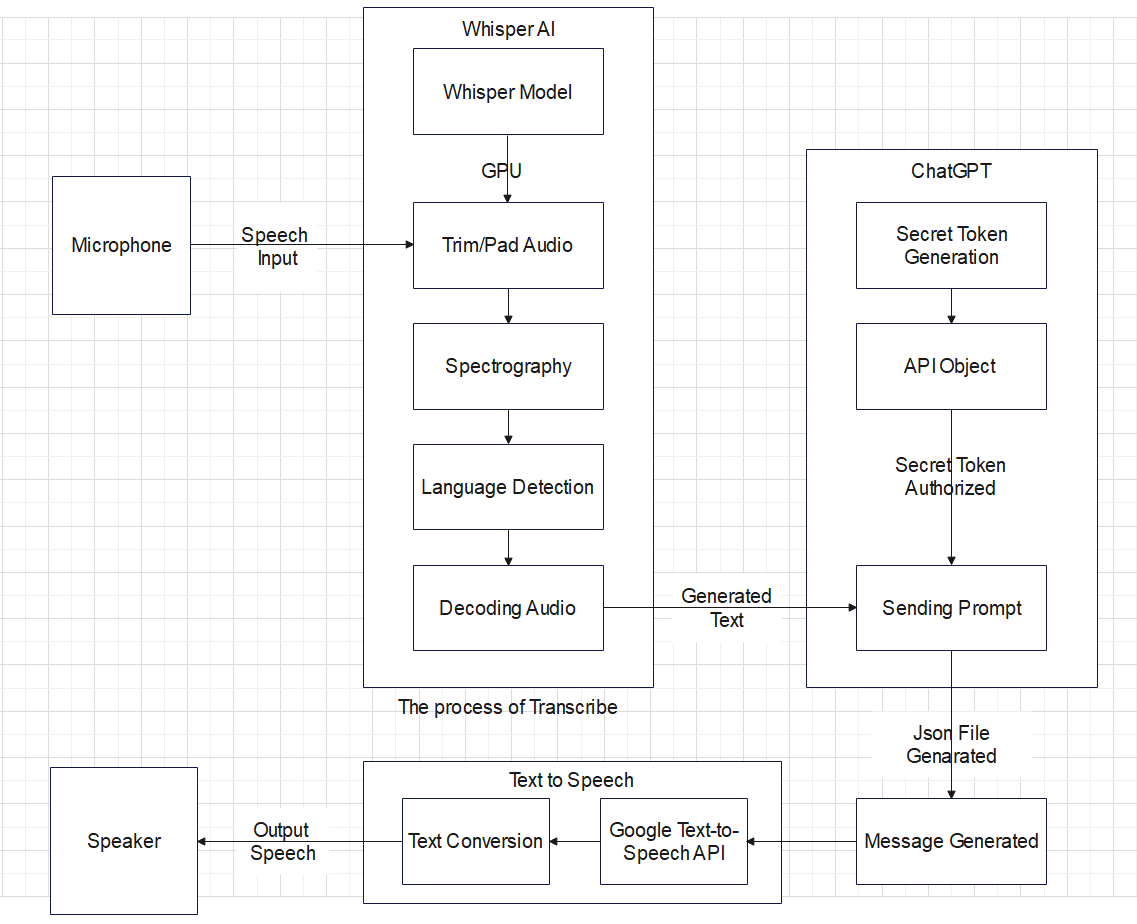 Whisper AI
Whisper Model
GPU
Microphone
Speech
Input
Trim/Pad Audio
Spectrography
Language Detection
Decoding Audio
The process of Transcribe
Generated
Text
ChatGPT
Secret Token
Generation
API Object
Secret Token
Authorized
Sending Prompt
Json File
Genarated
Message Generated
Text to Speech
Google Text-to-
Speech API
Text Conversion
Output
Speech
Speaker